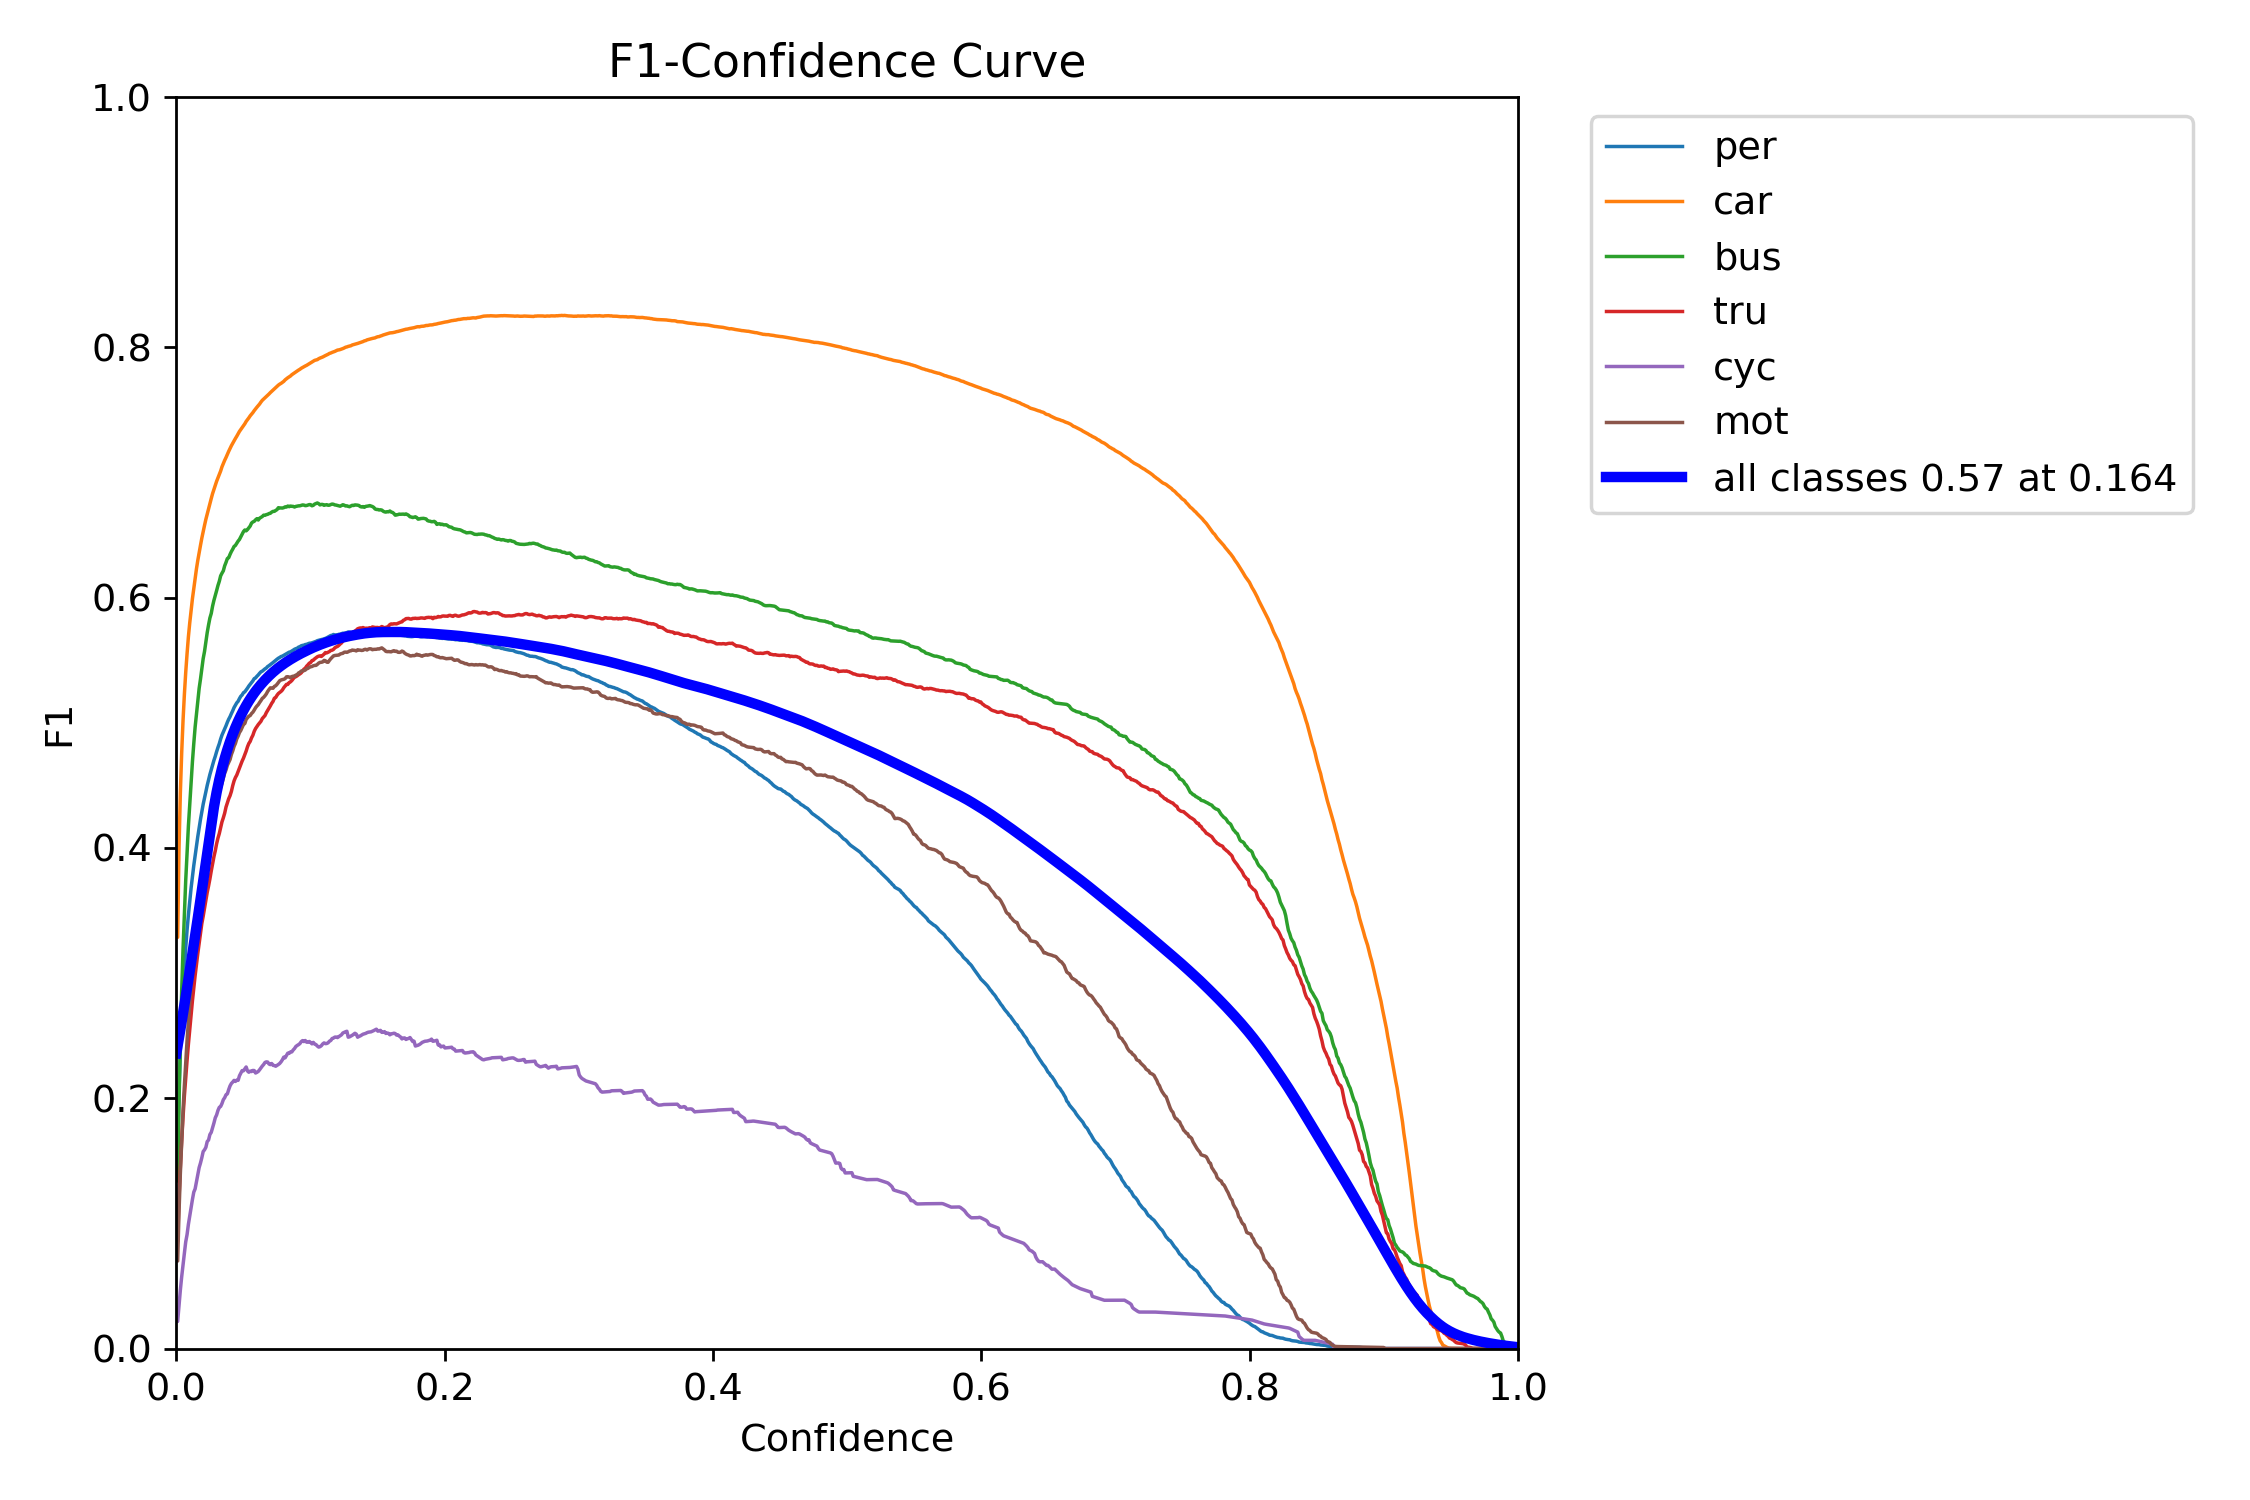 F1-Confidence Curve
1.0
0.8
0.6
0.4
0.2
0.0
F1
0.0 0.2 0.4 0.6 0.8 1.0
Confidence
per
car
bus
tru
cyc
mot
all classes 0.57 at 0.164